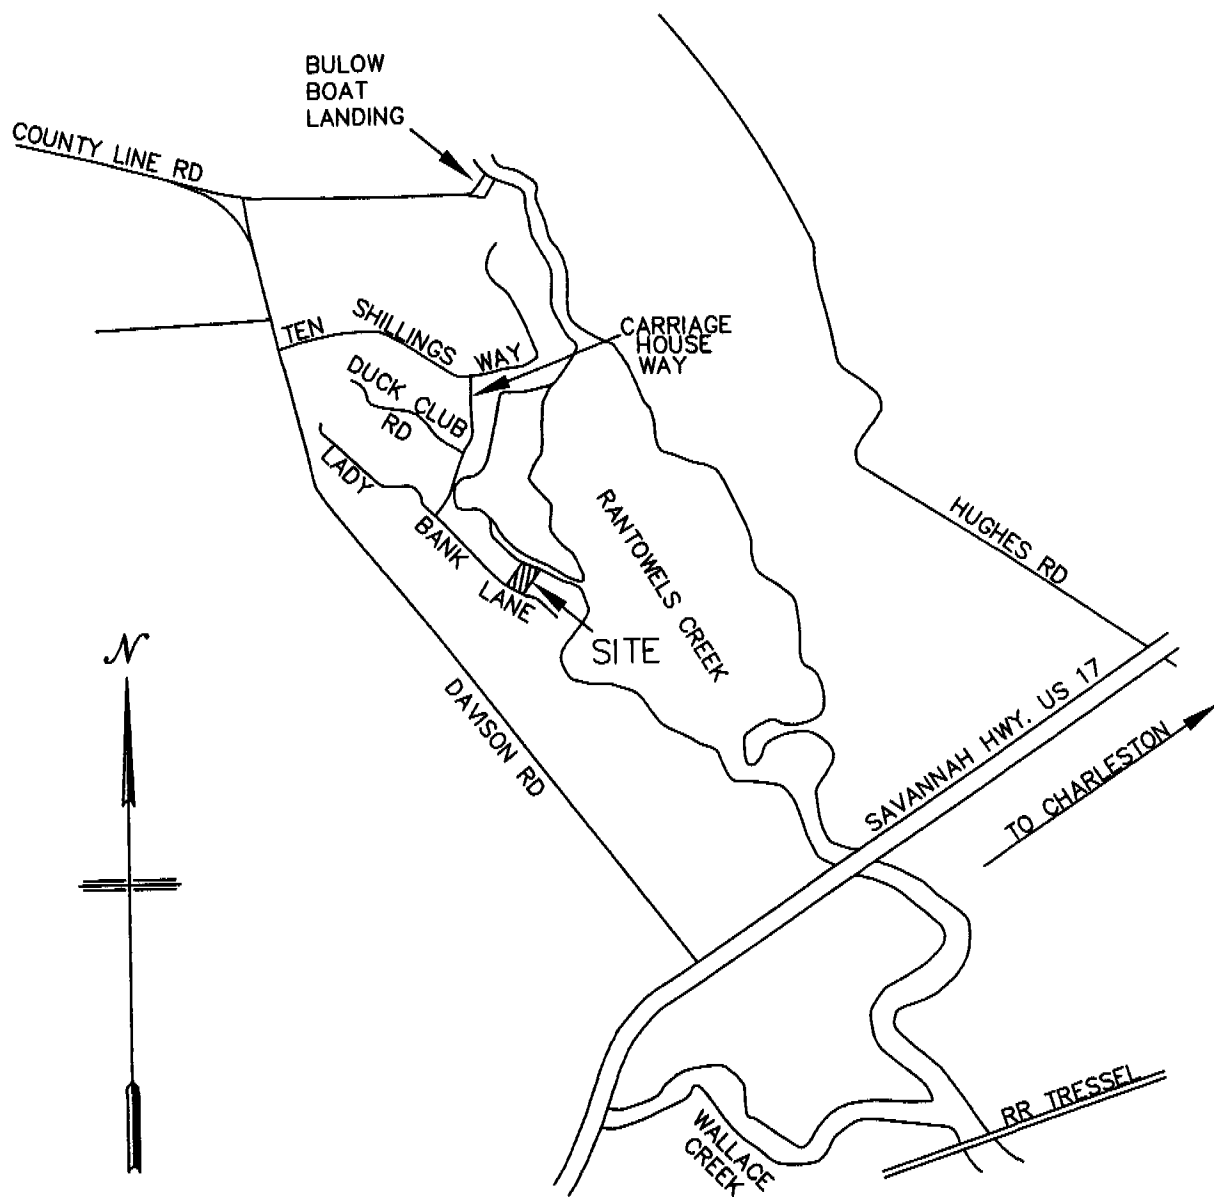 BULOW
BOAT
LANDING
COUNTY LINE RD
TEN SHILLINGS WAY
CARRIAGE
HOUSE
WAY
DUCK CLUB
RD
LADY BANK LANE
RANTOWELS CREEK
HUGHES RD
SITE
N
DAVISON RD
SAVANNAH HWY. US 17
TO CHARLESTON
RR TRESSEL
WALLACE
CREEK